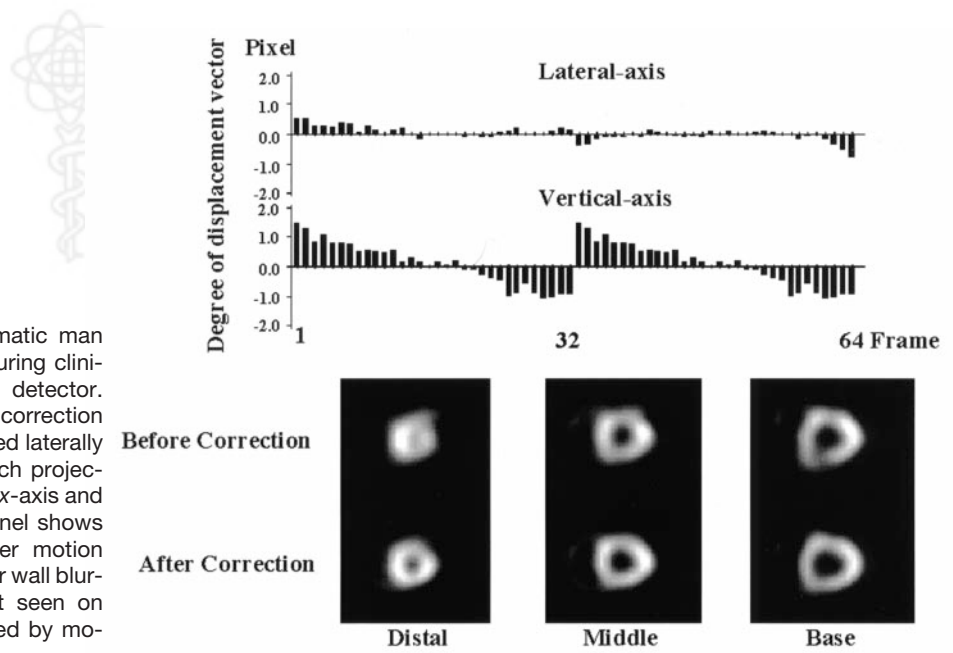 Pixel
Degree of displacement vector
Lateral-axis
2.0
1.0
0.0
-1.0
-2.0
Vertical-axis
2.0
1.0
0.0
-1.0
-2.0
1 32 64 Frame
matic man
uring clini-
detector.
correction
ed laterally
ch projec-
x-axis and
nel shows
er motion
r wall blur-
t seen on
ed by mo-
Before Correction
After Correction
Distal Middle Base